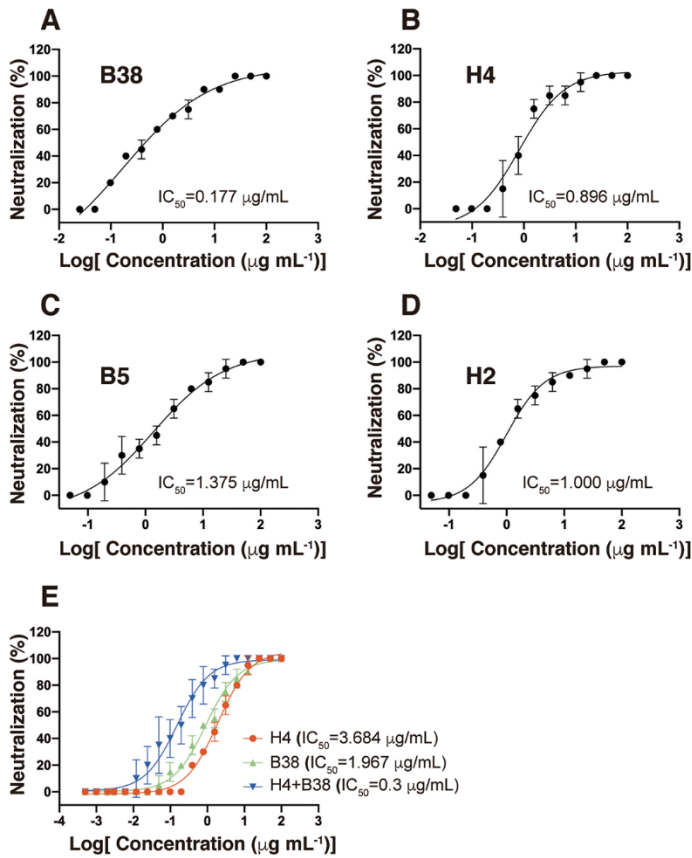 A
B38
Neutralization (%)
120
100
80
60
40
20
0
IC50=0.177 μg/mL
-2 -1 0 1 2 3
Log[ Concentration (μg mL-1)]
B
H4
Neutralization (%)
120
100
80
60
40
20
0
IC50=0.896 μg/mL
-2 -1 0 1 2 3
Log[ Concentration (μg mL-1)]
C
B5
Neutralization (%)
120
100
80
60
40
20
0
IC50=1.375 μg/mL
-1 0 1 2 3
Log[ Concentration (μg mL-1)]
D
H2
Neutralization (%)
120
100
80
60
40
20
0
IC50=1.000 μg/mL
-1 0 1 2 3
Log[ Concentration (μg mL-1)]
E
Neutralization (%)
120
100
80
60
40
20
0
H4 (IC50=3.684 μg/mL)
B38 (IC50=1.967 μg/mL)
H4+B38 (IC50=0.3 μg/mL)
-4 -3 -2 -1 0 1 2 3
Log[ Concentration (μg mL-1)]